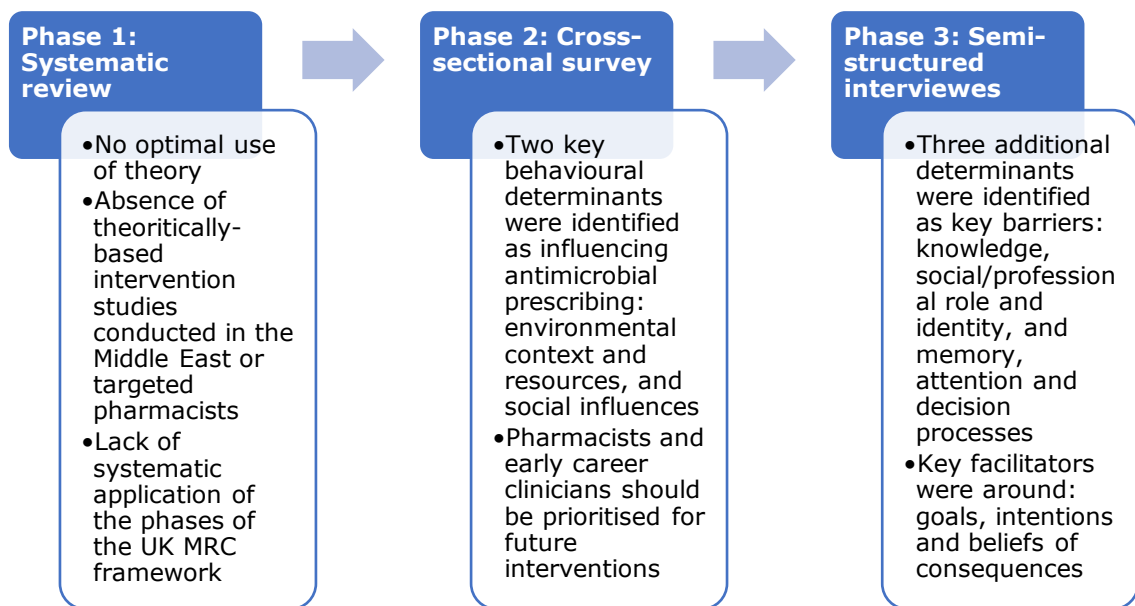 Phase 1:
Systematic
review
•No optimal use
of theory
•Absence of
theoritically-
based
intervention
studies
conducted in the
Middle East or
targeted
pharmacists
•Lack of
systematic
application of
the phases of
the UK MRC
framework
Phase 2: Cross-
sectional survey
•Two key
behavioural
determinants
were identified
as influencing
antimicrobial
prescribing:
environmental
context and
resources, and
social influences
•Pharmacists and
early career
clinicians should
be prioritised for
future
interventions
Phase 3: Semi-
structured
interviewes
•Three additional
determinants
were identified
as key barriers:
knowledge,
social/profession
al role and
identity, and
memory,
attention and
decision
processes
•Key facilitators
were around:
goals, intentions
and beliefs of
consequences